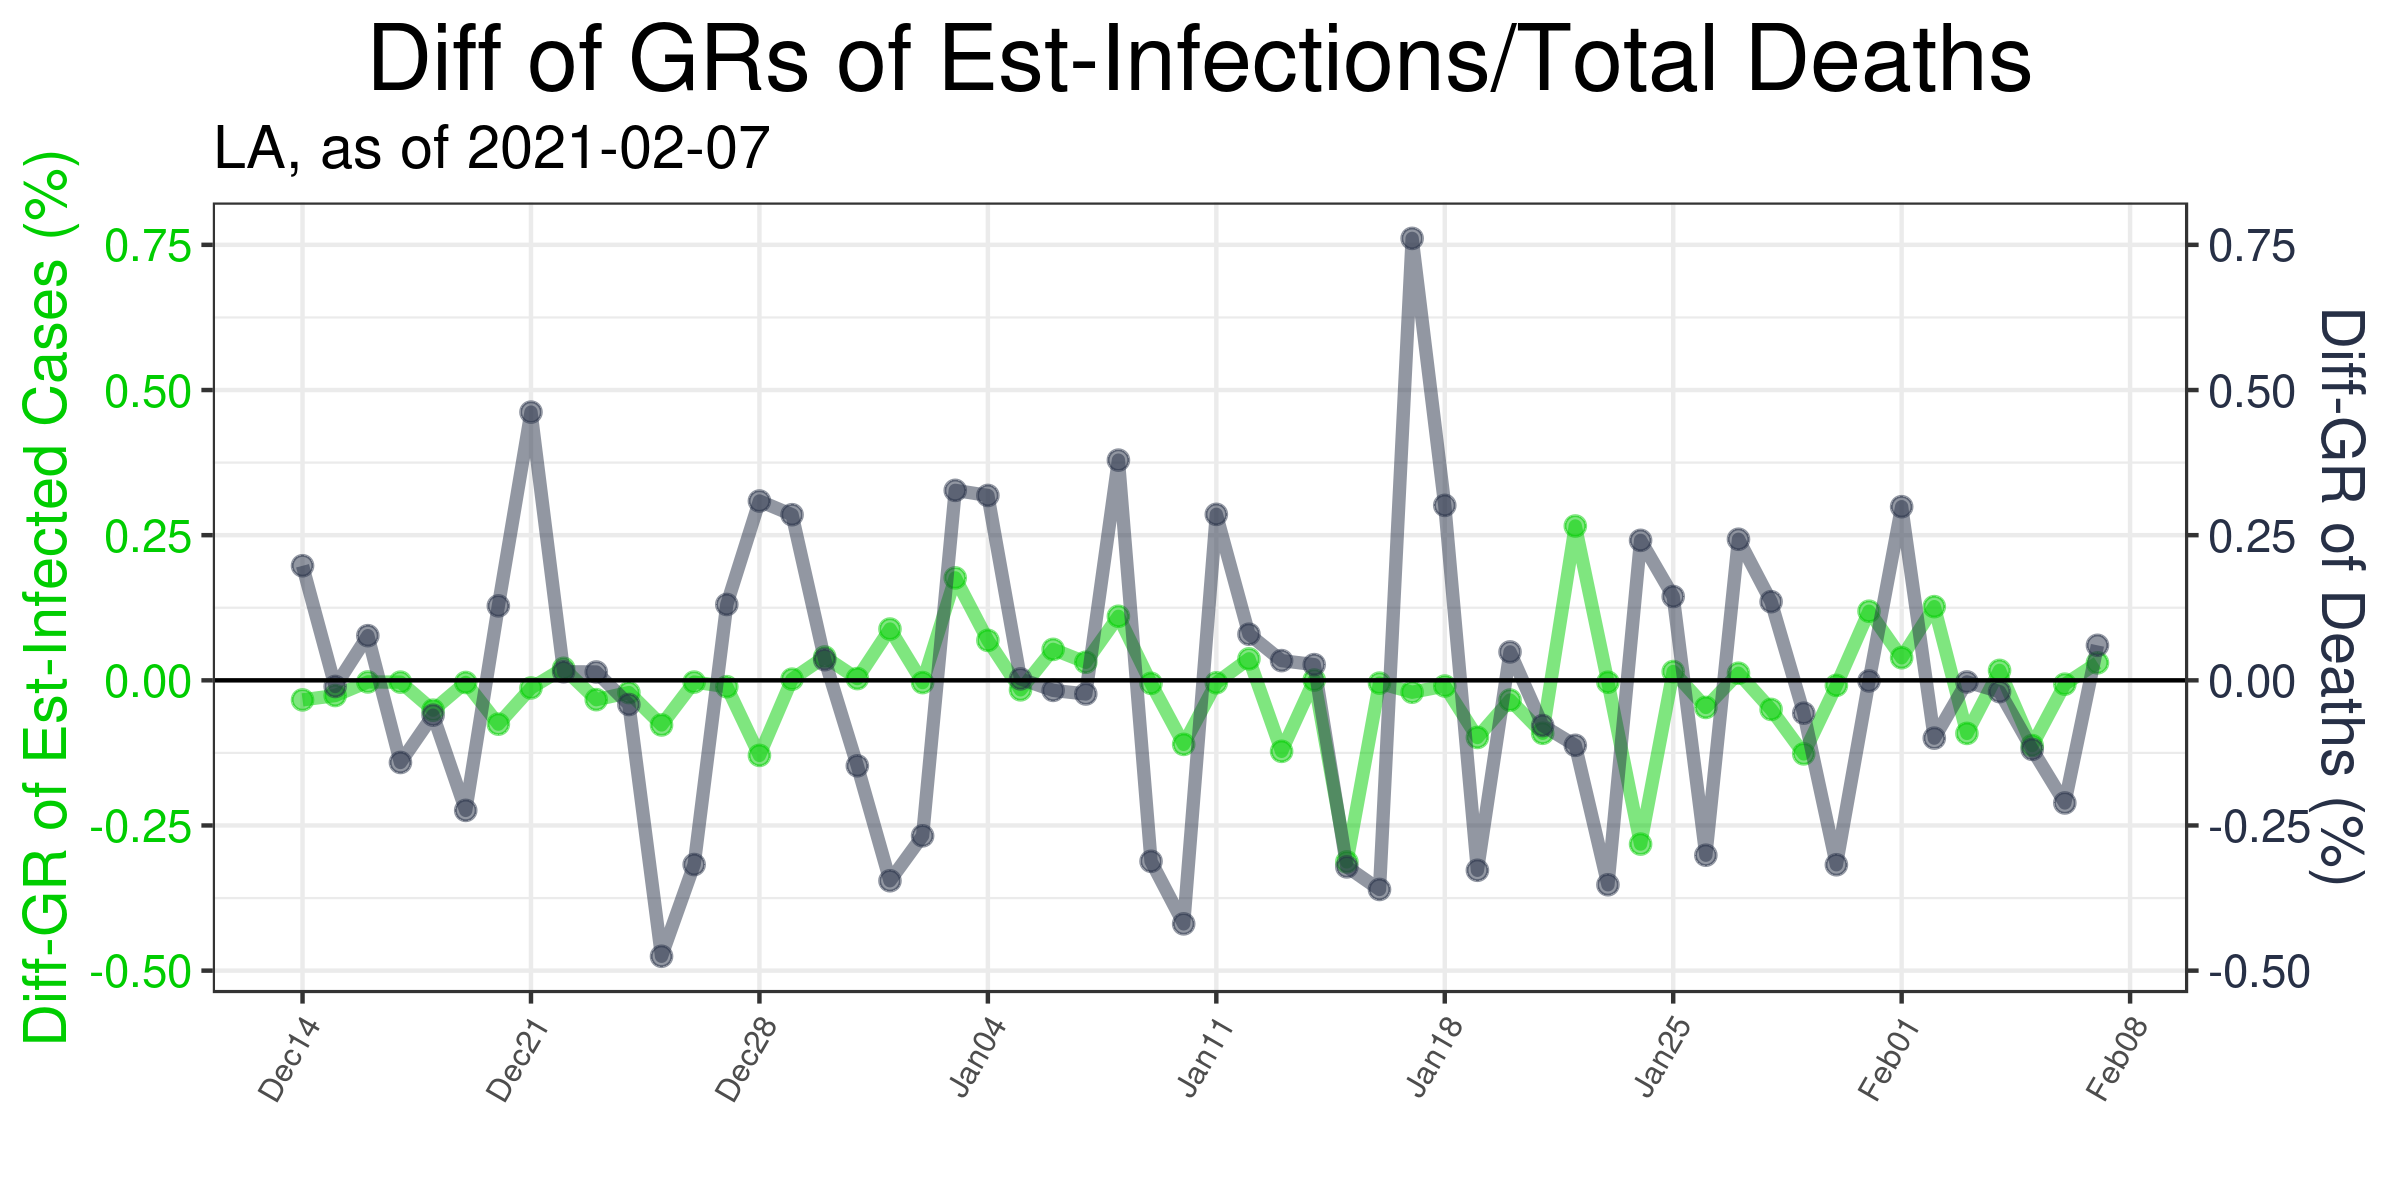 Diff of GRs of Est-Infections/Total Deaths
LA, as of 2021-02-07
Diff-GR of Est-Infected Cases (%)
0.75
0.50
0.25
0.00
-0.25
-0.50
0.75
0.50
0.25
0.00
-0.25
-0.50
Diff-GR of Deaths (%)
Dec14
Dec21
Dec28
Jan04
Jan11
Jan18
Jan25
Feb01
Feb08